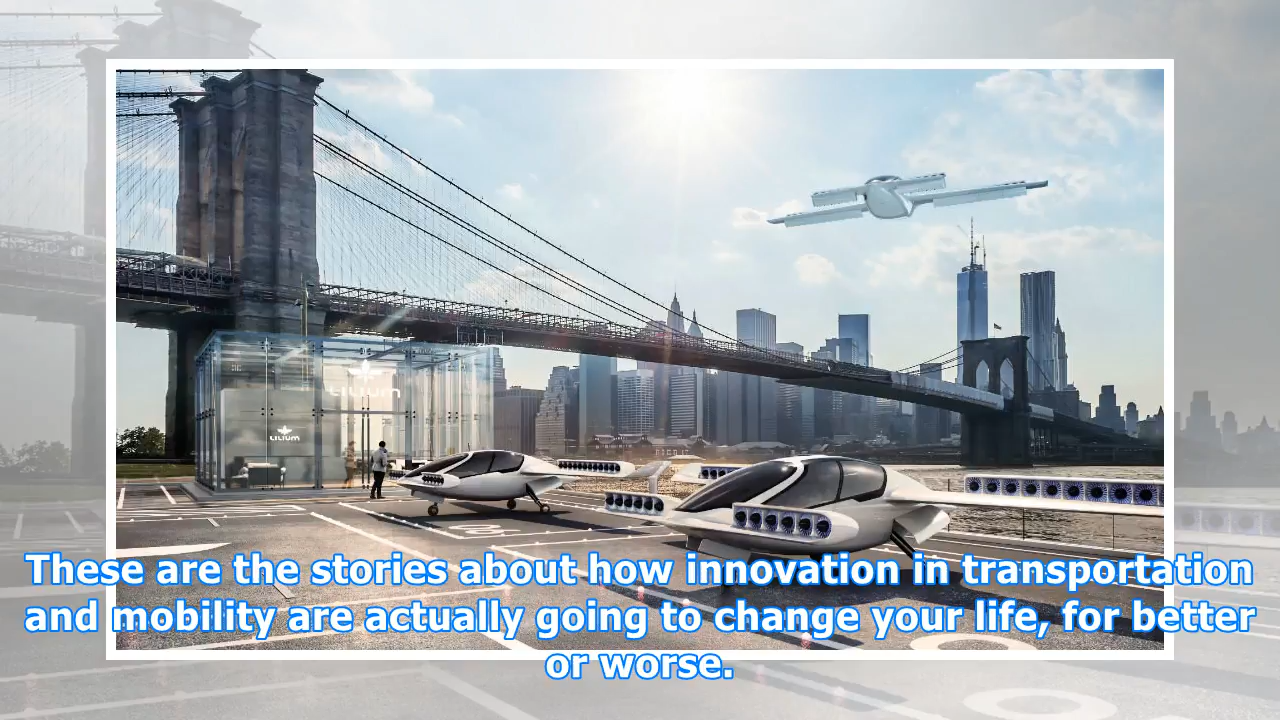 LILIUM
LILIUM
These are the stories about how innovation in transportation
and mobility are actually going to change your life, for better
or worse.